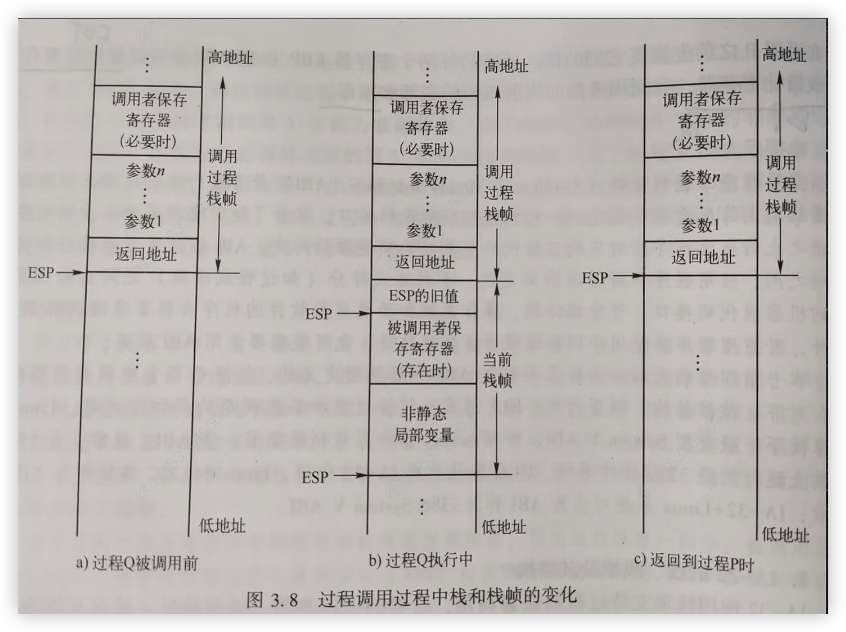 高地址
⋮
调用者保存
寄存器
(必要时)
参数n
⋮
参数1
返回地址
调用
过程
栈帧
ESP
⋮
低地址
a) 过程Q被调用前
高地址
⋮
调用者保存
寄存器
(必要时)
参数n
⋮
参数1
返回地址
调用
过程
栈帧
ESP的旧值
ESP
被调用者保
存寄存器
(存在时)
当前
栈帧
非静态
局部变量
ESP
⋮
低地址
b) 过程Q执行中
高地址
⋮
调用者保存
寄存器
(必要时)
参数n
⋮
参数1
返回地址
调用
过程
栈帧
ESP
⋮
低地址
c) 返回到过程P时
图 3.8 过程调用过程中栈和栈帧的变化